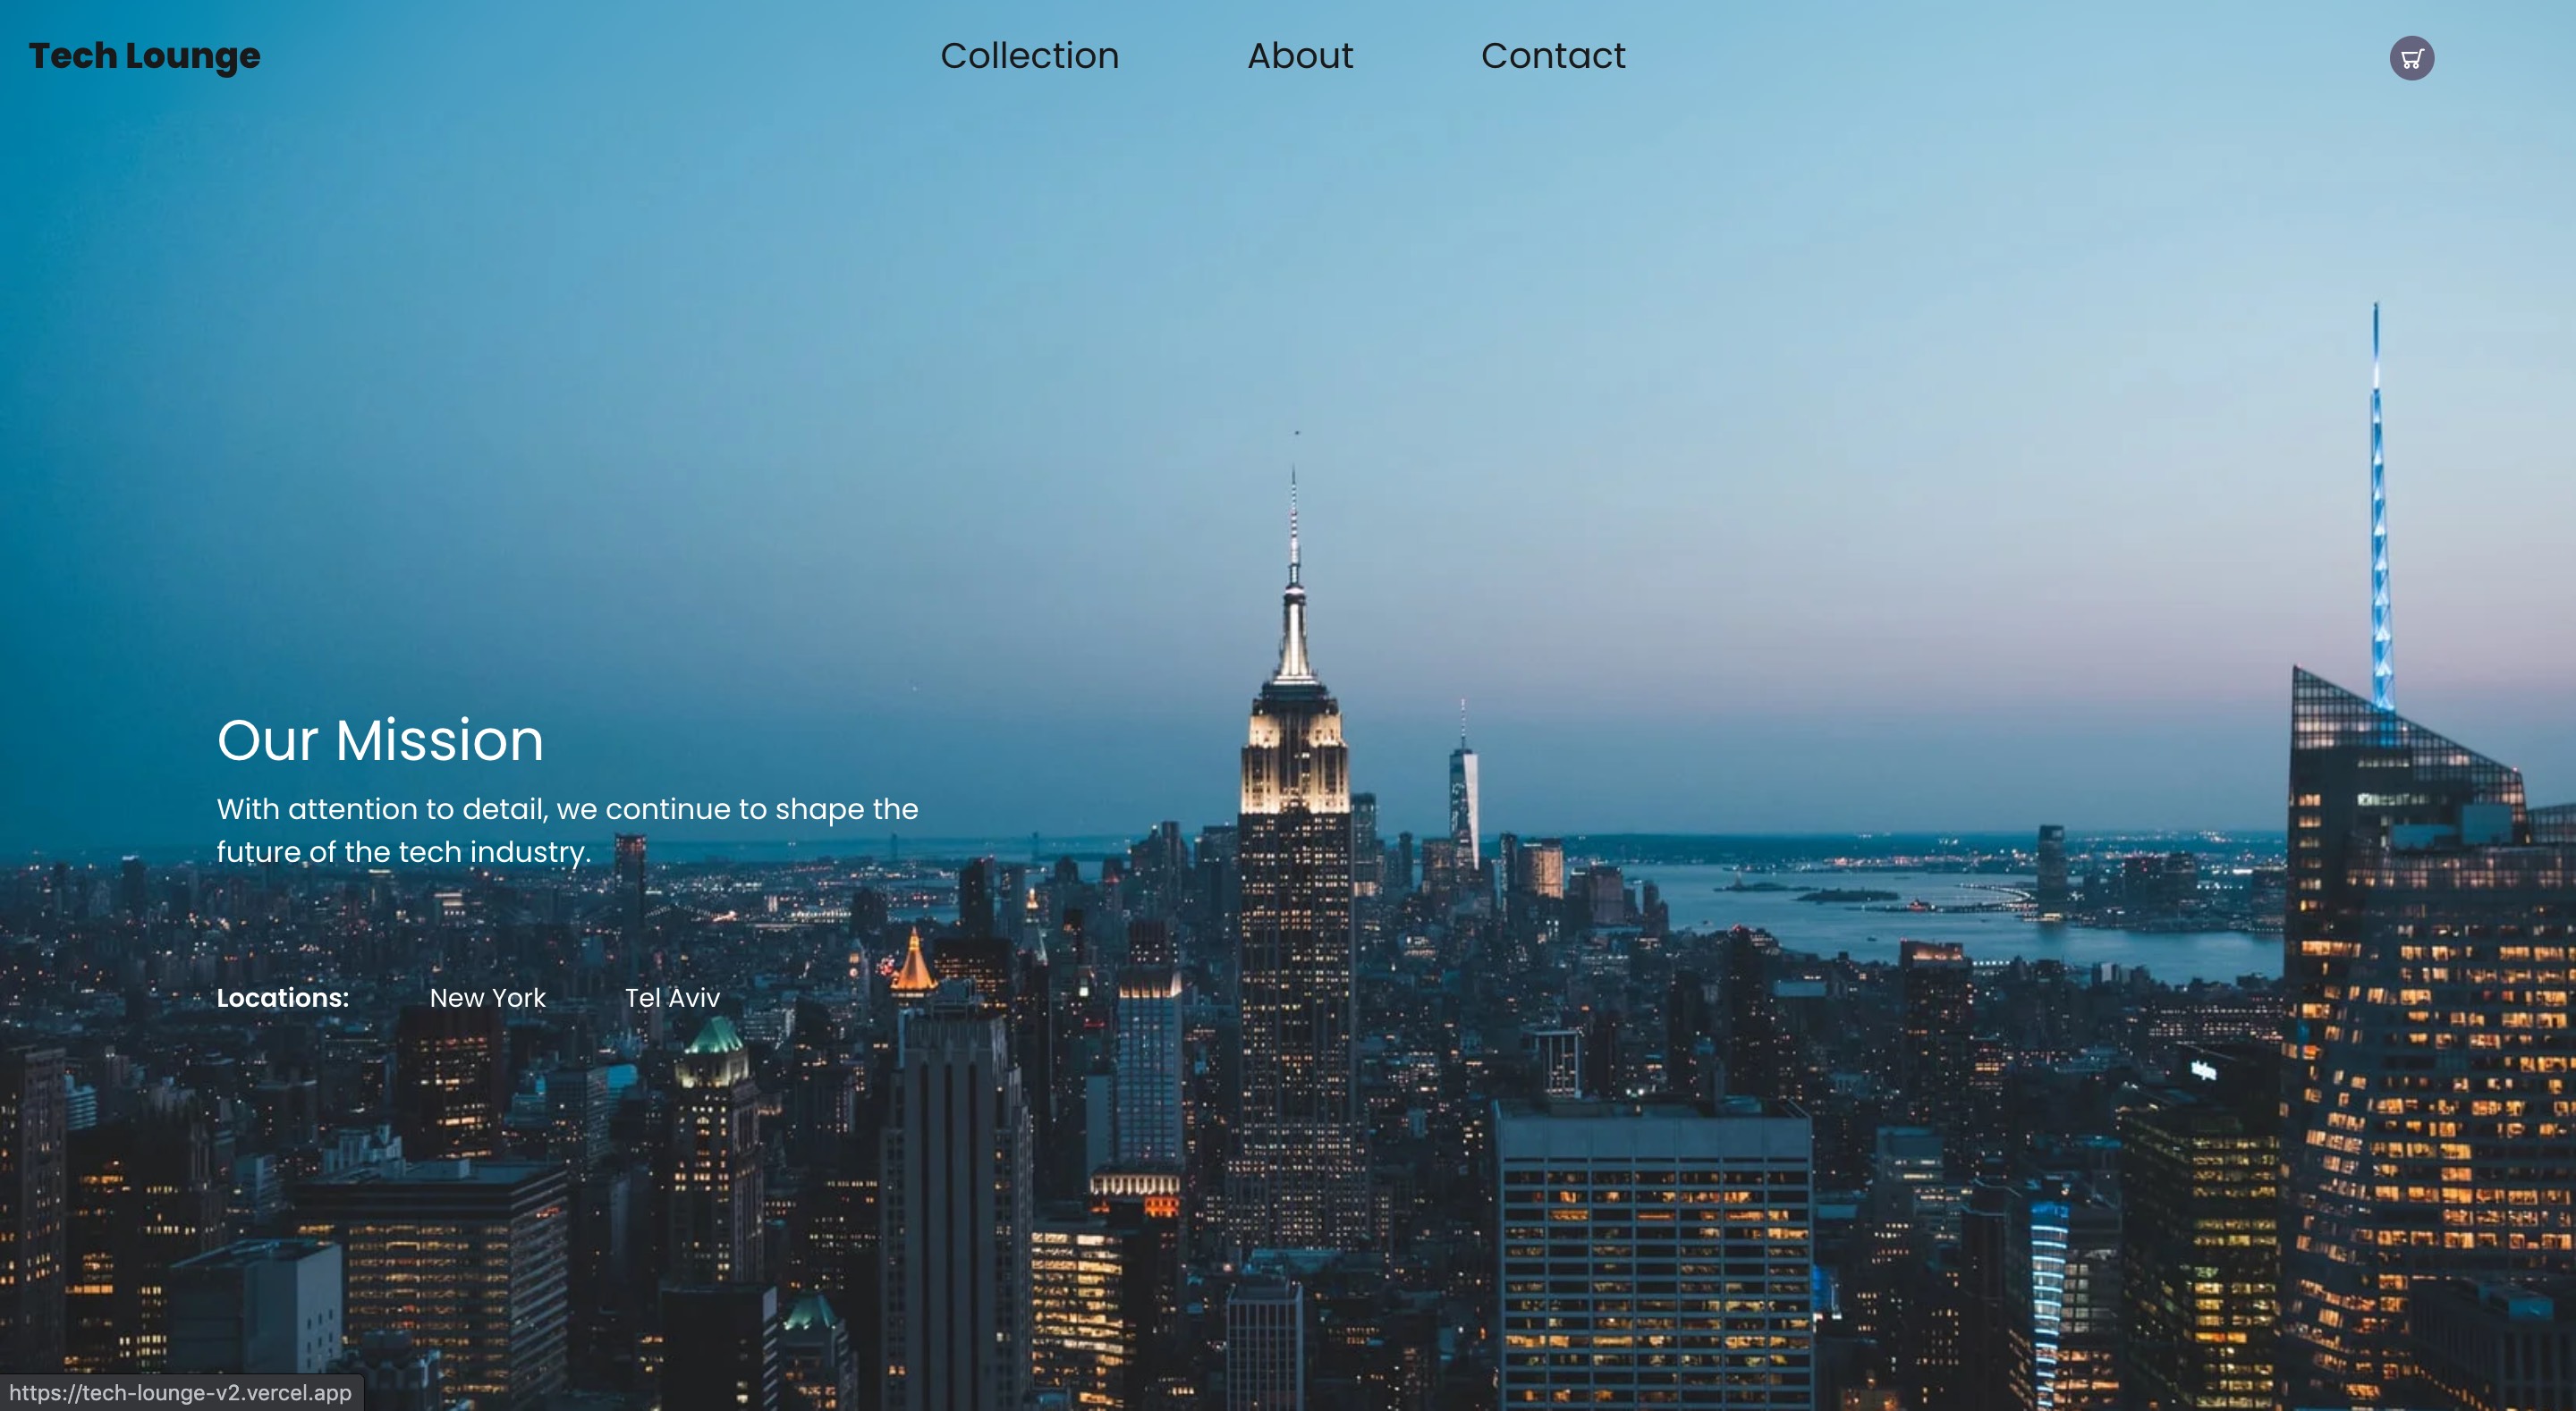 Tech Lounge
Collection
About
Contact
Our Mission
With attention to detail, we continue to shape the
future of the tech industry.
Locations:
New York
Tel Aviv
https://tech-lounge-v2.vercel.app